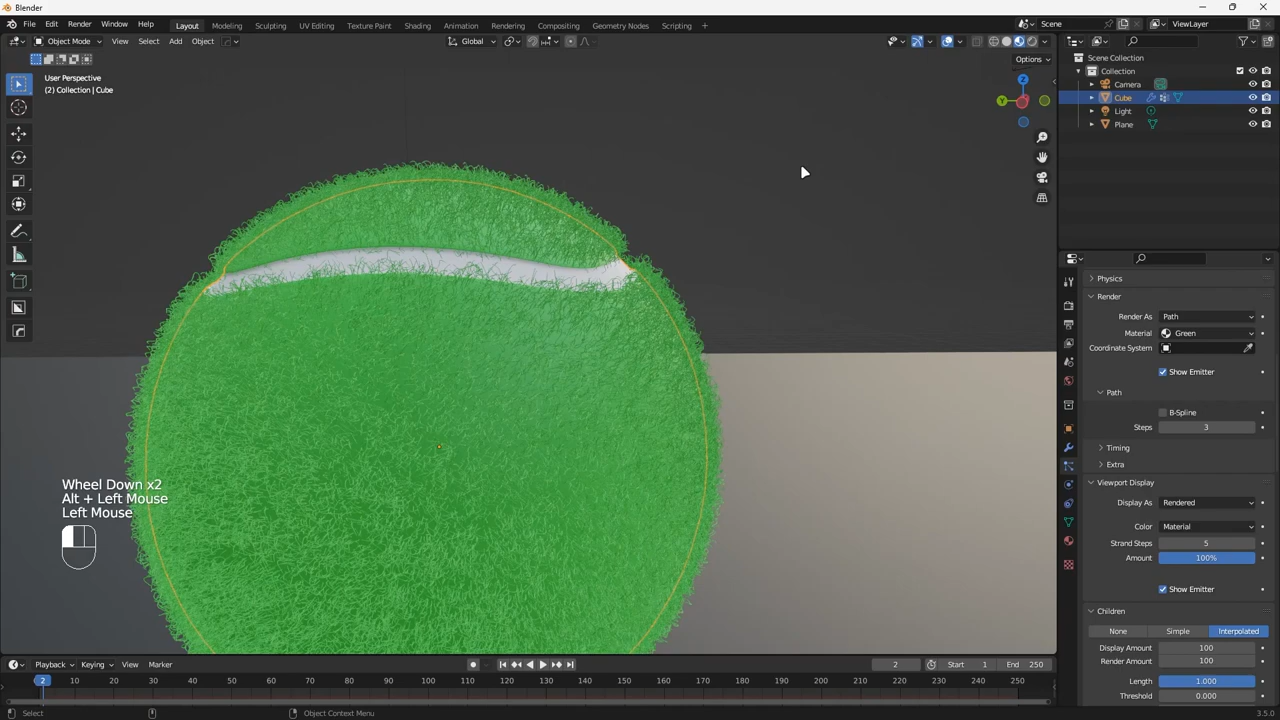 Blender
File Edit Render Window Help Layout Modeling Sculpting UV Editing Texture Paint Shading Animation Rendering Compositing Geometry Nodes Scripting + Scene ViewLayer
Object Mode View Select Add Object Global
Options
User Perspective
(2) Collection | Cube
Z
Y
Scene Collection
Collection
Camera
Cube
Light
Plane
Physics
Render
Render As Path
Material Green
Coordinate System
Show Emitter
Path
B-Spline
Steps 3
Timing
Extra
Viewport Display
Display As Rendered
Color Material
Strand Steps 5
Amount 100%
Show Emitter
Children
None Simple Interpolated
Display Amount 100
Render Amount 100
Length 1.000
Threshold 0.000
Wheel Down x2
Alt + Left Mouse
Left Mouse
Playback Keying View Marker 2 Start 1 End 250
2 10 20 30 40 50 60 70 80 90 100 110 120 130 140 150 160 170 180 190 200 210 220 230 240 250
Select Object Context Menu 3.5.0